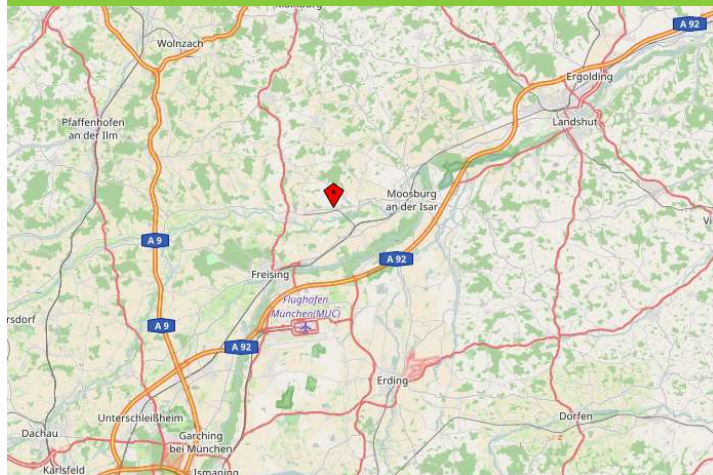 Mainburg
A 92
Wolnzach
Ergolding
Pfaffenhofen
an der Ilm
Landshut
Moosburg
an der Isar
A 9
A 92
Freising
Flughafen
München(MUC)
A 9
A 92
Erding
Unterschleißheim
Dorfen
Dachau
Garching
bei München
Karlsfeld
Ismaning